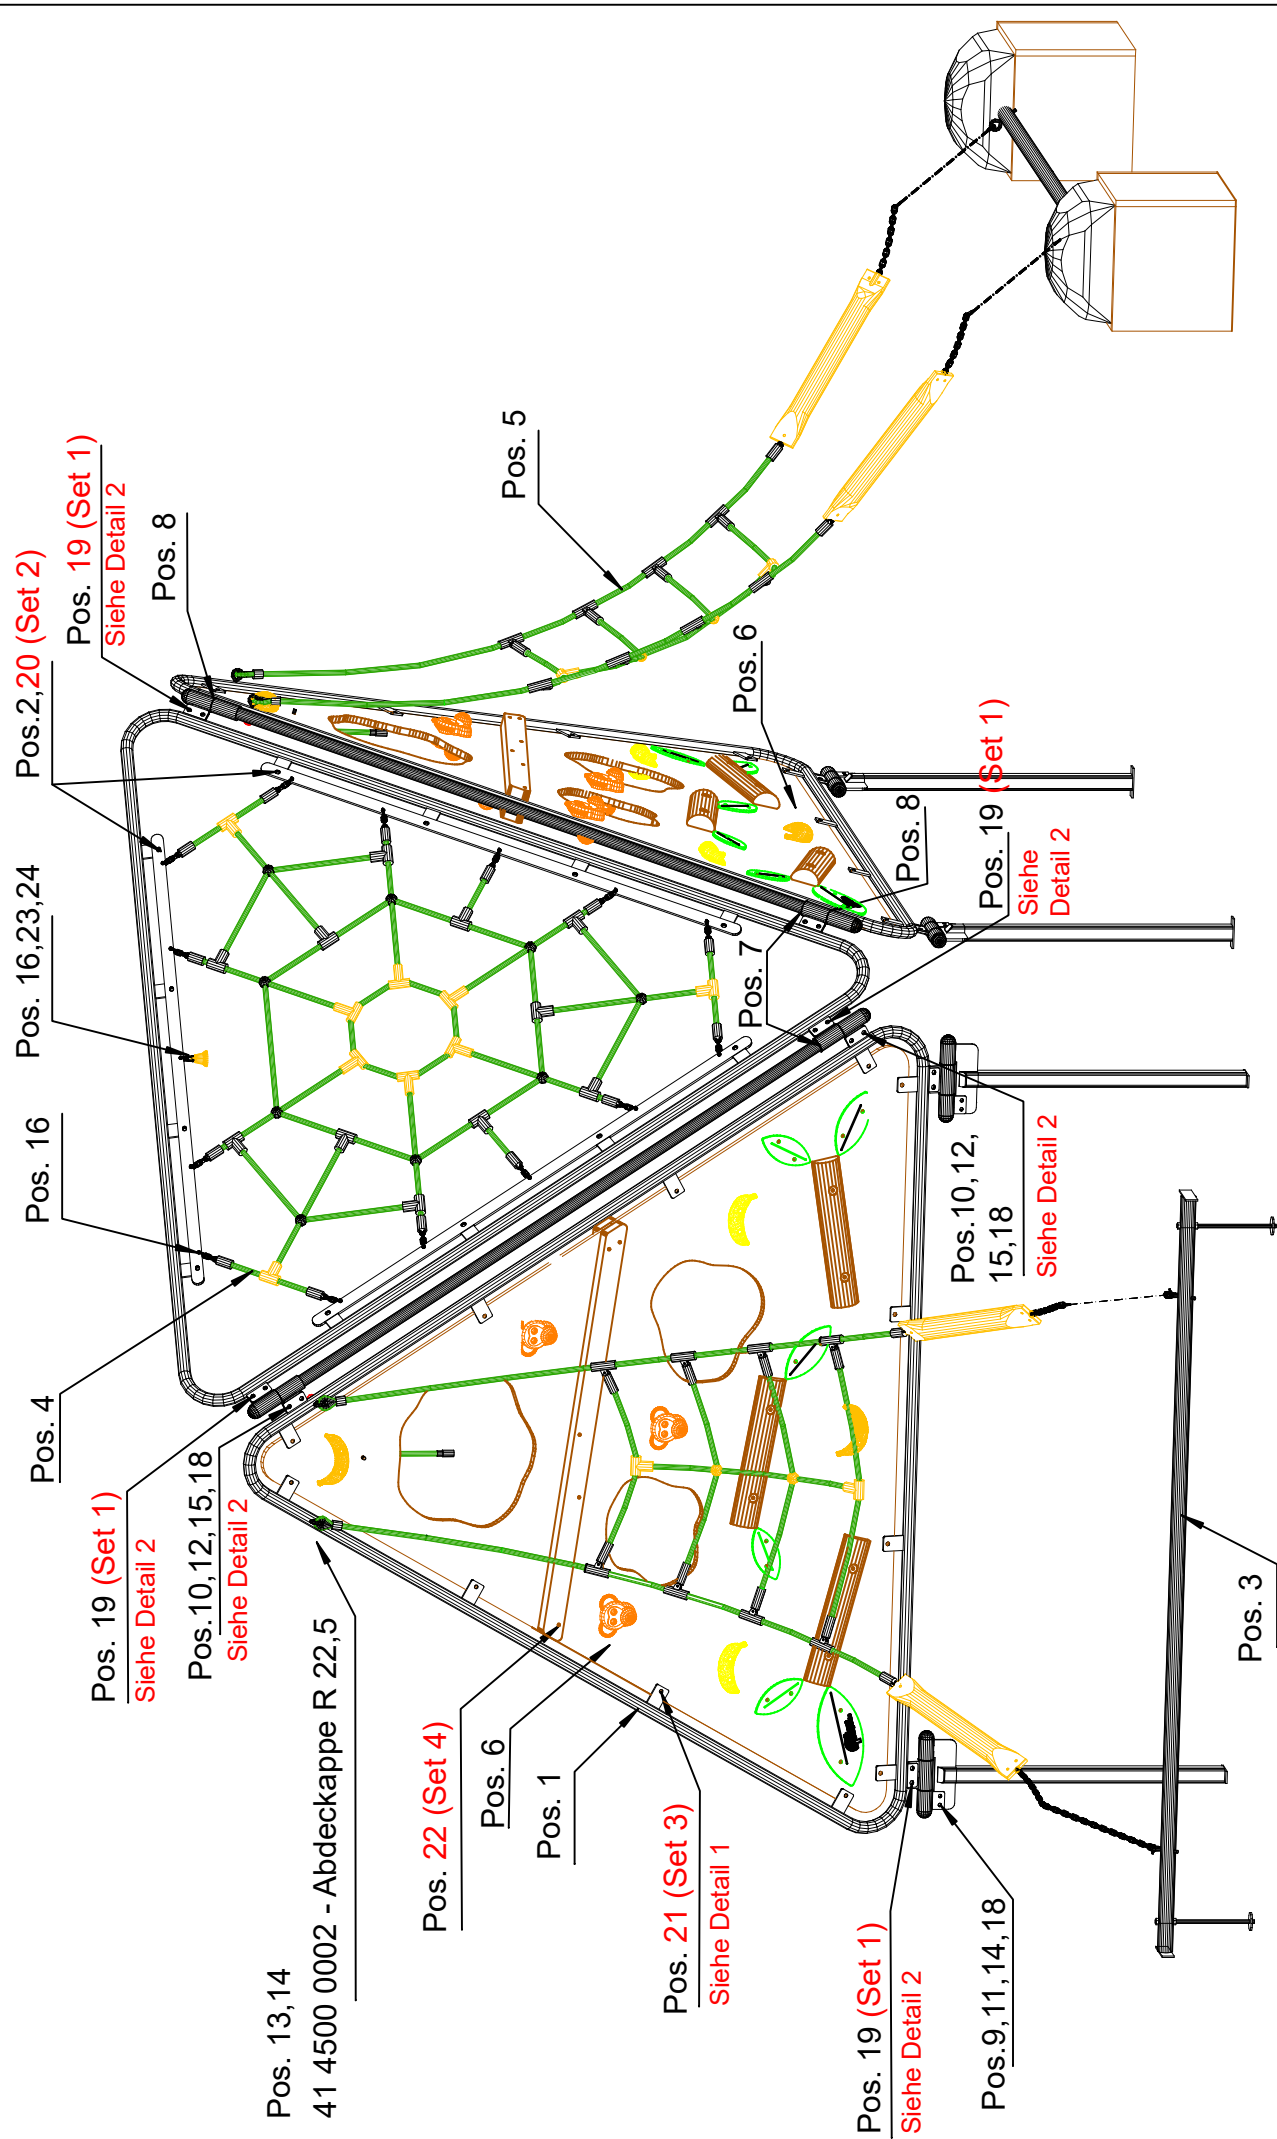 Pos. 4
Pos. 16
Pos. 16,23,24
Pos.2,20 (Set 2)
Pos. 19 (Set 1)
Siehe Detail 2
Pos. 8
Pos. 5
Pos. 6
Pos. 19 (Set 1)
Siehe
Detail 2
Pos. 8
Pos. 7
Pos.10,12,
15,18
Siehe Detail 2
Pos. 19 (Set 1)
Siehe Detail 2
Pos.10,12,15,18
Siehe Detail 2
Pos. 13,14
41 4500 0002 - Abdeckkappe R 22,5
Pos. 22 (Set 4)
Pos. 6
Pos. 1
Pos. 21 (Set 3)
Siehe Detail 1
Pos. 19 (Set 1)
Siehe Detail 2
Pos.9,11,14,18
Pos. 3